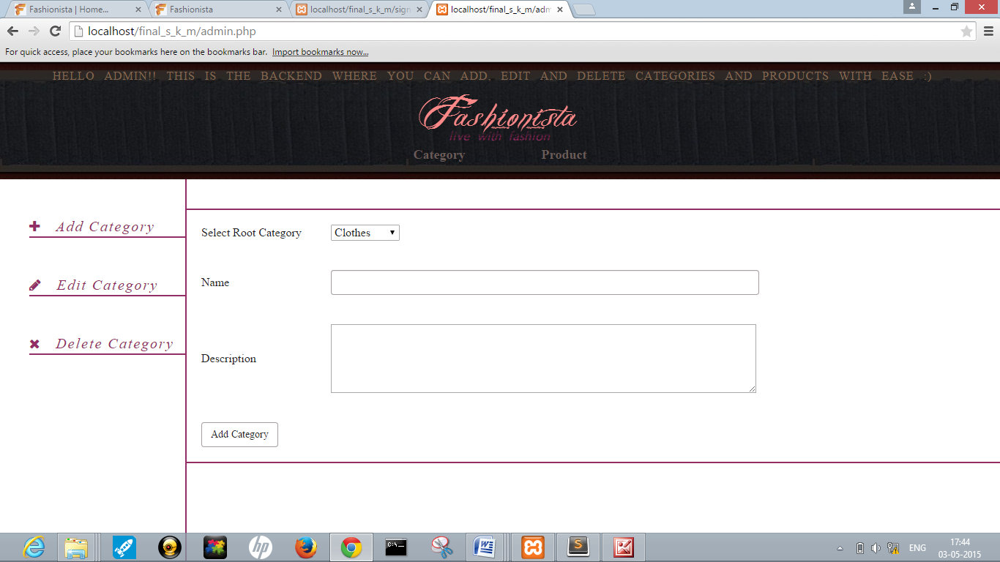 Fashionista | Home...
Fashionista
localhost/final_s_k_m/sign
localhost/final_s_k_m/adm
localhost/final_s_k_m/admin.php
For quick access, place your bookmarks here on the bookmarks bar. Import bookmarks now...
HELLO ADMIN!! THIS IS THE BACKEND WHERE YOU CAN ADD, EDIT AND DELETE CATEGORIES AND PRODUCTS WITH EASE :)
Fashionista
live with fashion
Category Product
Add Category
Edit Category
Delete Category
Select Root Category Clothes
Name
Description
Add Category
hp
C:\._
W
S
ENG
17:44
03-05-2015